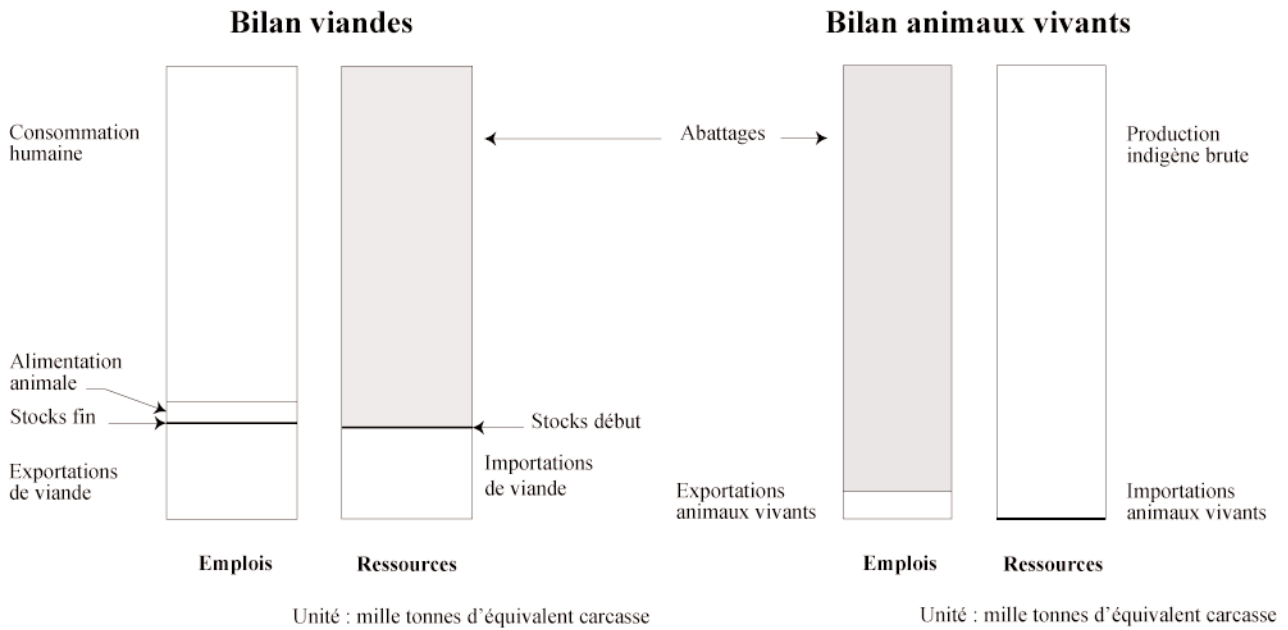 Bilan viandes
Bilan animaux vivants
Consommation
humaine
Abattages
Production
indigène brute
Alimentation
animale
Stocks fin
Stocks début
Exportations
de viande
Importations
de viande
Exportations
animaux vivants
Importations
animaux vivants
Emplois
Ressources
Emplois
Ressources
Unité : mille tonnes d'équivalent carcasse
Unité : mille tonnes d'équivalent carcasse